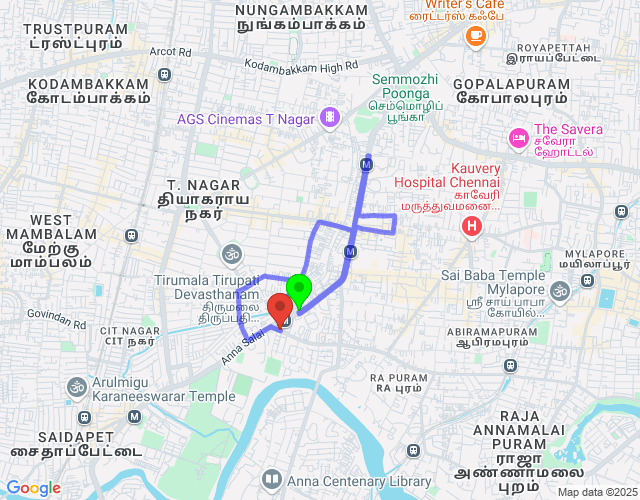 NUNGAMBAKKAM
நுங்கம்பாக்கம்
Writer's Cafe
ரைட்டர்ஸ் கஃபே
TRUSTPURAM
ட்ரஸ்ட்புரம்
Arcot Rd
Kodambakkam High Rd
ROYAPETTAH
இராயப்பேட்டை
KODAMBAKKAM
கோடம்பாக்கம்
Semmozhi
Poonga
செம்மொழிப்
பூங்கா
GOPALAPURAM
கோபாலபுரம்
AGS Cinemas T Nagar
The Savera
சவேரா
ஹோட்டல்
M
T. NAGAR
தியாகராய
நகர்
Kauvery
Hospital Chennai
காவேரி
மருத்துவமனை...
H
WEST
MAMBALAM
மேற்கு
மாம்பலம்
MYLAPORE
மயிலாப்பூர்
M
Tirumala Tirupati
Devasthanam
திருமலை
திருப்பதி...
Sai Baba Temple
Mylapore
ஸ்ரீ சாய் பாபா
கோயில்...
Govindan Rd
CIT NAGAR
CIT நகர்
Anna Salai
ABIRAMAPURAM
ஆபிரமபுரம்
Arulmigu
Karaneeswarar Temple
RA PURAM
RA புரம்
M
SAIDAPET
சைதாப்பேட்டை
RAJA
ANNAMALAI
PURAM
ராஜா
அண்ணாமலை
புறம்
Anna Centenary Library
Google
Map data ©2025